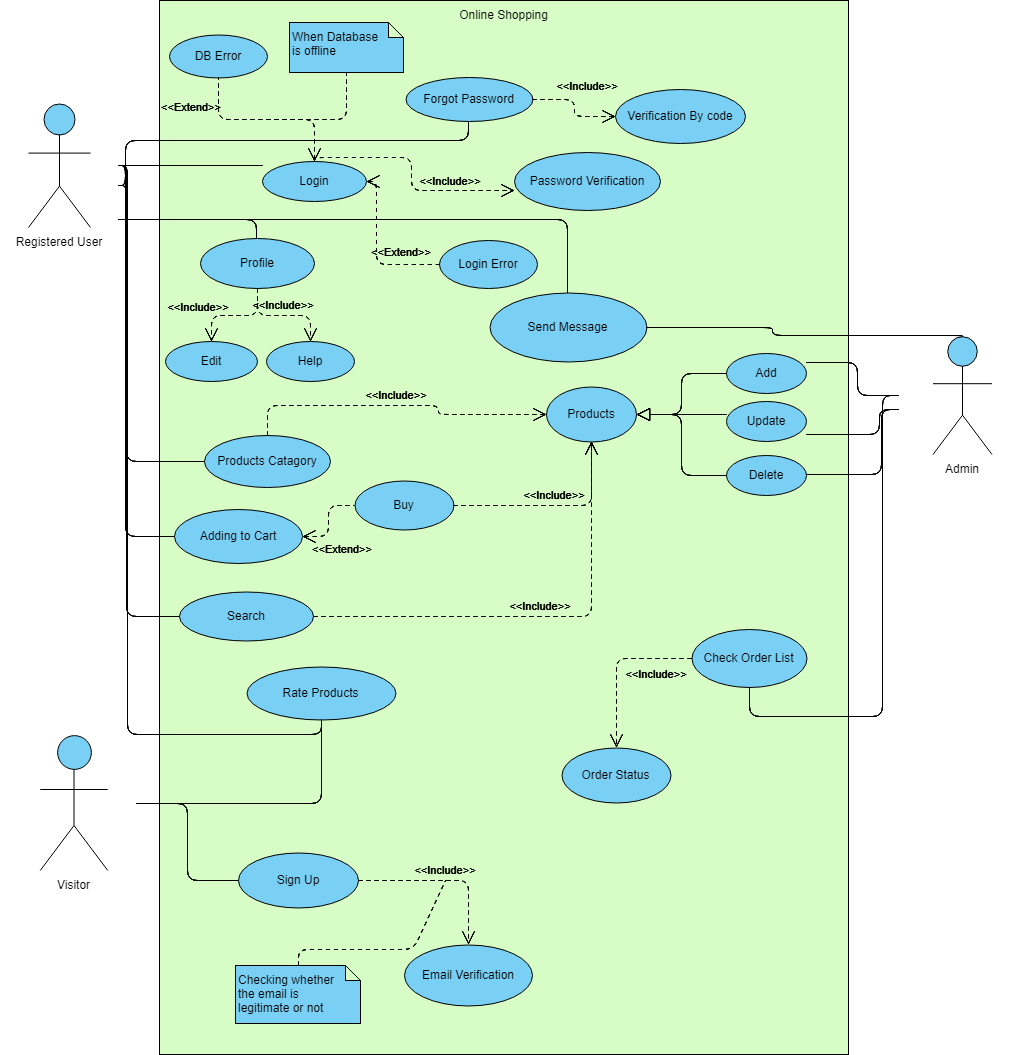 Online Shopping
DB Error
When Database
is offline
<<Extend>>
Forgot Password
<<Include>>
Verification By code
Registered User
Login
<<Include>>
Password Verification
Profile
<<Extend>>
Login Error
<<Include>>
<<Include>>
Send Message
Edit
Help
Add
<<Include>>
Products
Update
Admin
Products Catagory
Delete
Buy
<<Include>>
Adding to Cart
<<Extend>>
Search
<<Include>>
Check Order List
<<Include>>
Rate Products
Order Status
Visitor
Sign Up
<<Include>>
Email Verification
Checking whether
the email is
legitimate or not